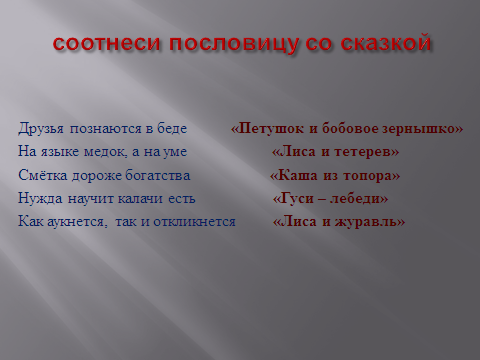 соотнеси пословицу со сказкой
Друзья познаются в беде «Петушок и бобовое зернышко»
На языке медок, а на уме «Лиса и тетерев»
Смётка дороже богатства «Каша из топора»
Нужда научит калачи есть «Гуси – лебеди»
Как аукнется, так и откликнется «Лиса и журавль»